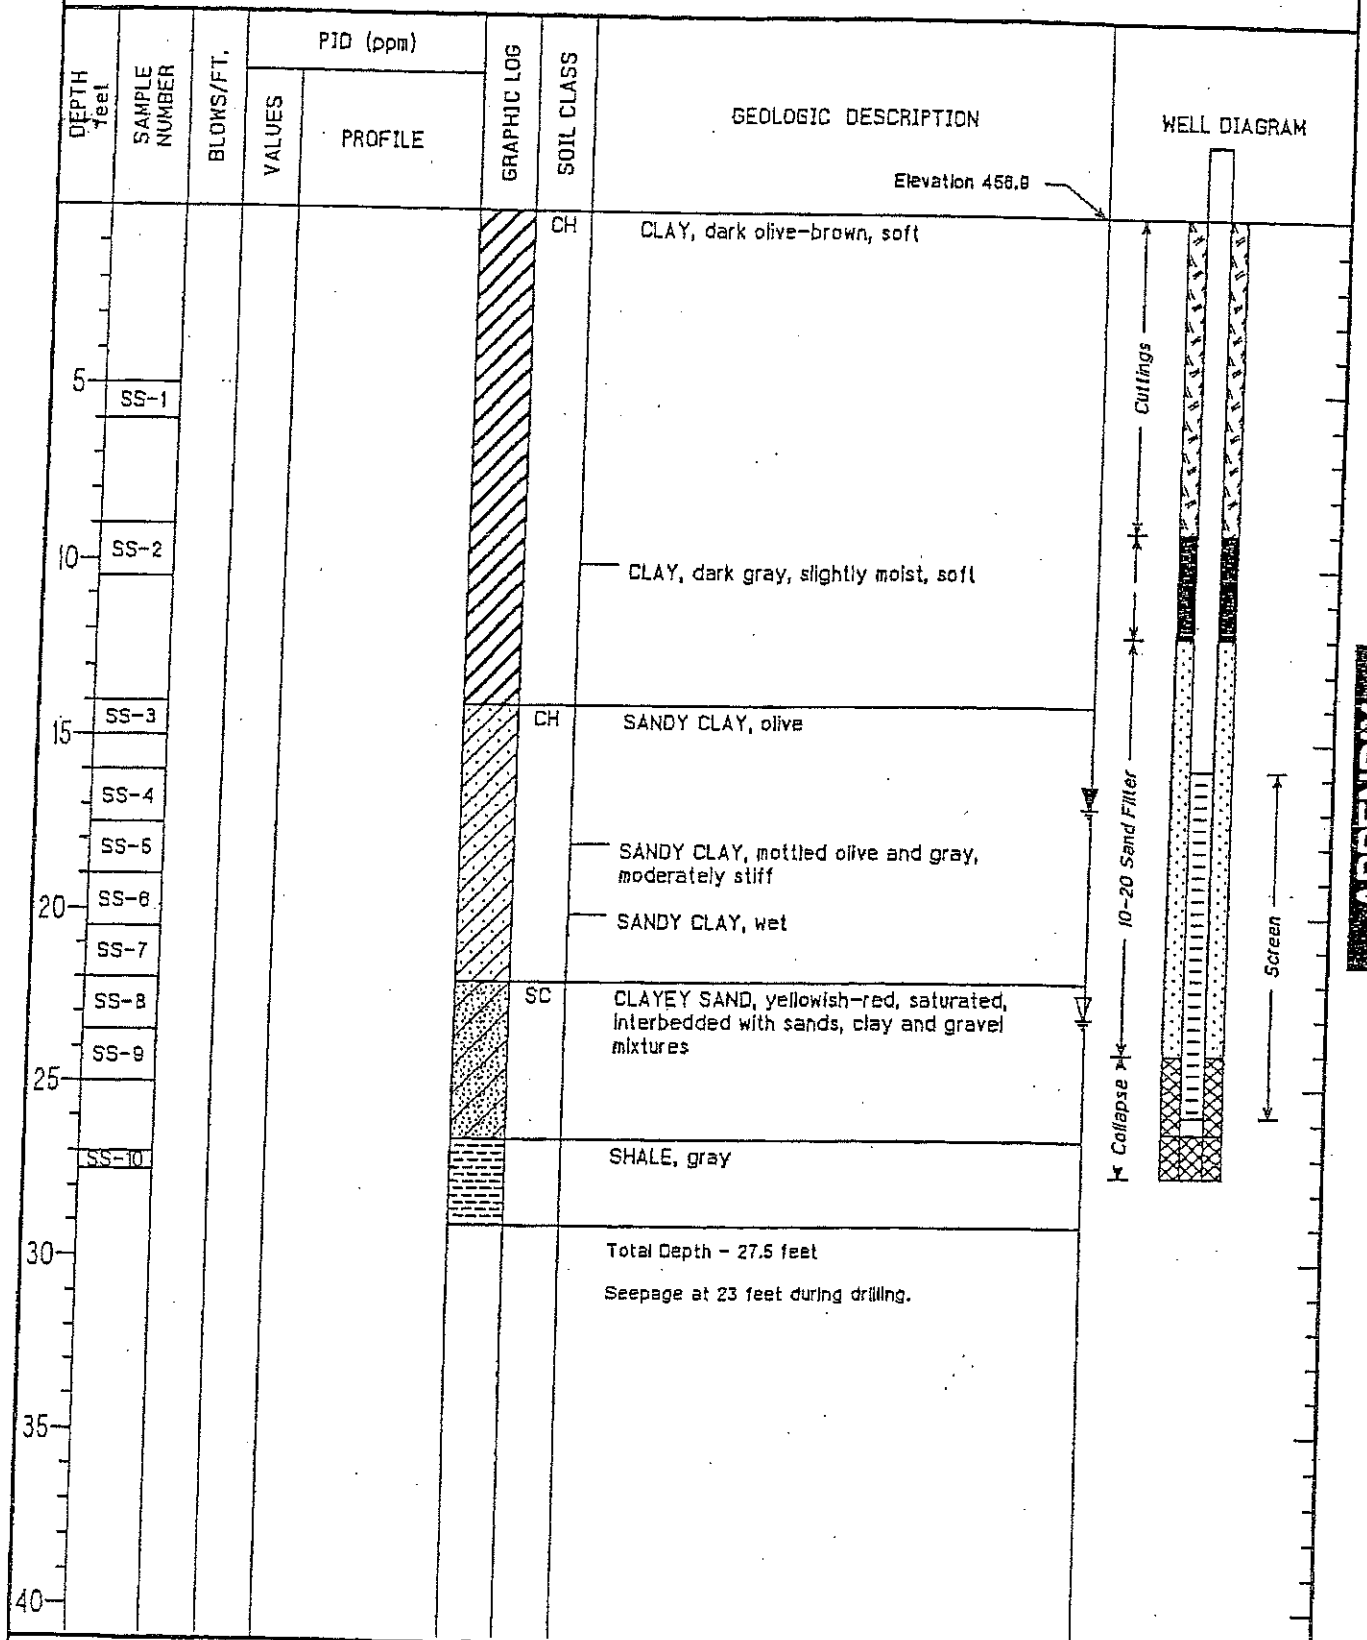 DEPTH
feet
SAMPLE
NUMBER
BLOWS/FT.
PID (ppm)
VALUES
PROFILE
GRAPHIC LOG
SOIL CLASS
GEOLOGIC DESCRIPTION
WELL DIAGRAM
Elevation 458.9
CH
CLAY, dark olive-brown, soft
Cuttings
5
SS-1
10
SS-2
CLAY, dark gray, slightly moist, soft
SS-3
15
CH
SANDY CLAY, olive
SS-4
10-20 Sand Filter
SS-5
SANDY CLAY, mottled olive and gray,
moderately stiff
20
SS-6
SANDY CLAY, wet
SS-7
Screen
SS-8
SC
CLAYEY SAND, yellowish-red, saturated,
interbedded with sands, clay and gravel
mixtures
SS-9
25
Collapse
SS-10
SHALE, gray
30
Total Depth - 27.5 feet
Seepage at 23 feet during drilling.
35
40